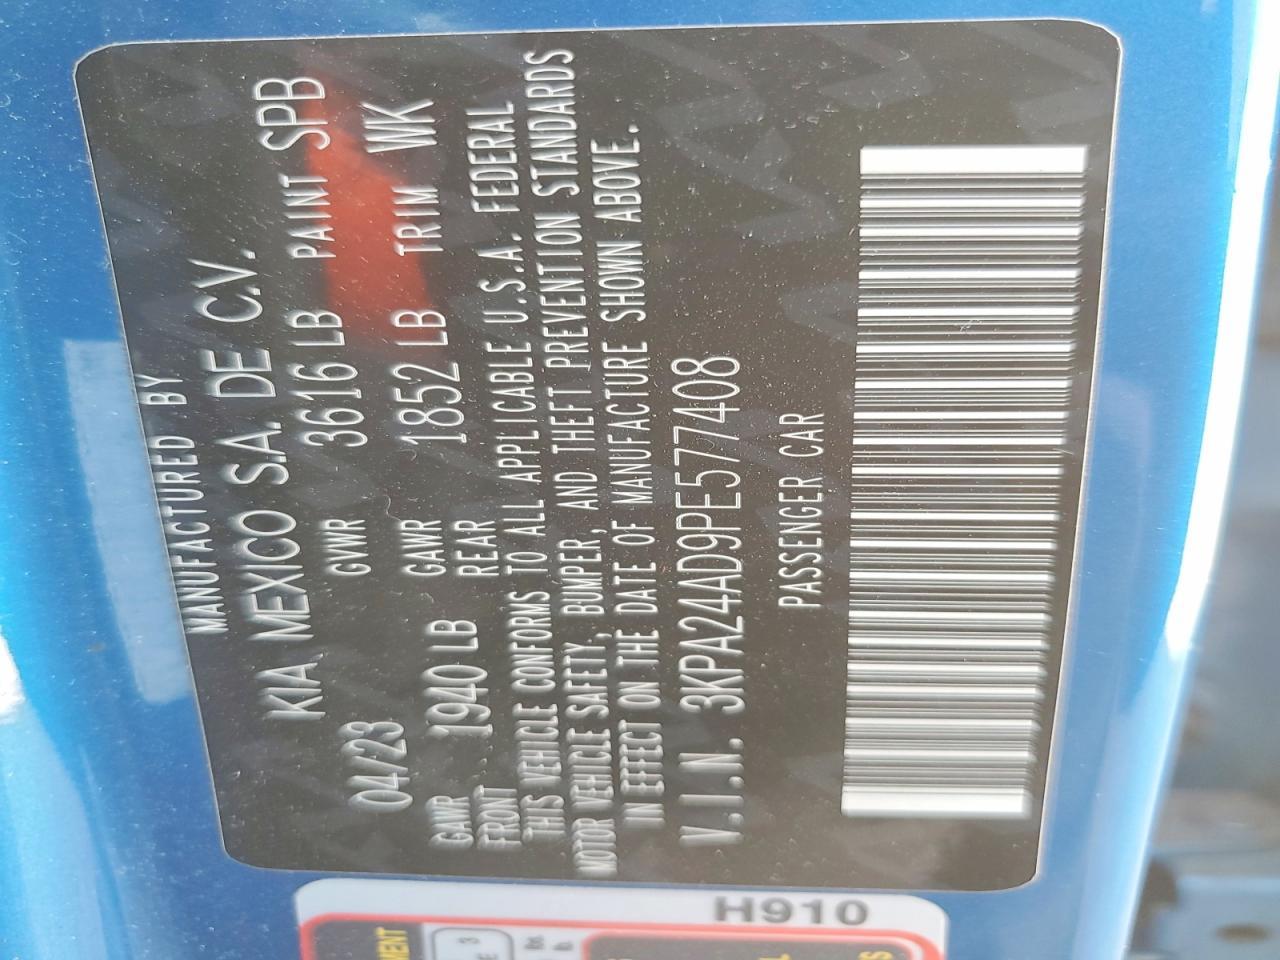 MANUFACTURED BY
KIA MEXICO S.A. DE C.V.
04/23 GVWR 3616 LB PAINT SPB
GAWR FRONT 1940 LB GAWR REAR 1852 LB TRIM WK
THIS VEHICLE CONFORMS TO ALL APPLICABLE U.S.A. FEDERAL
MOTOR VEHICLE SAFETY, BUMPER, AND THEFT PREVENTION STANDARDS
IN EFFECT ON THE DATE OF MANUFACTURE SHOWN ABOVE.
V.I.N. 3KPA24AD9PE577408
PASSENGER CAR
H910